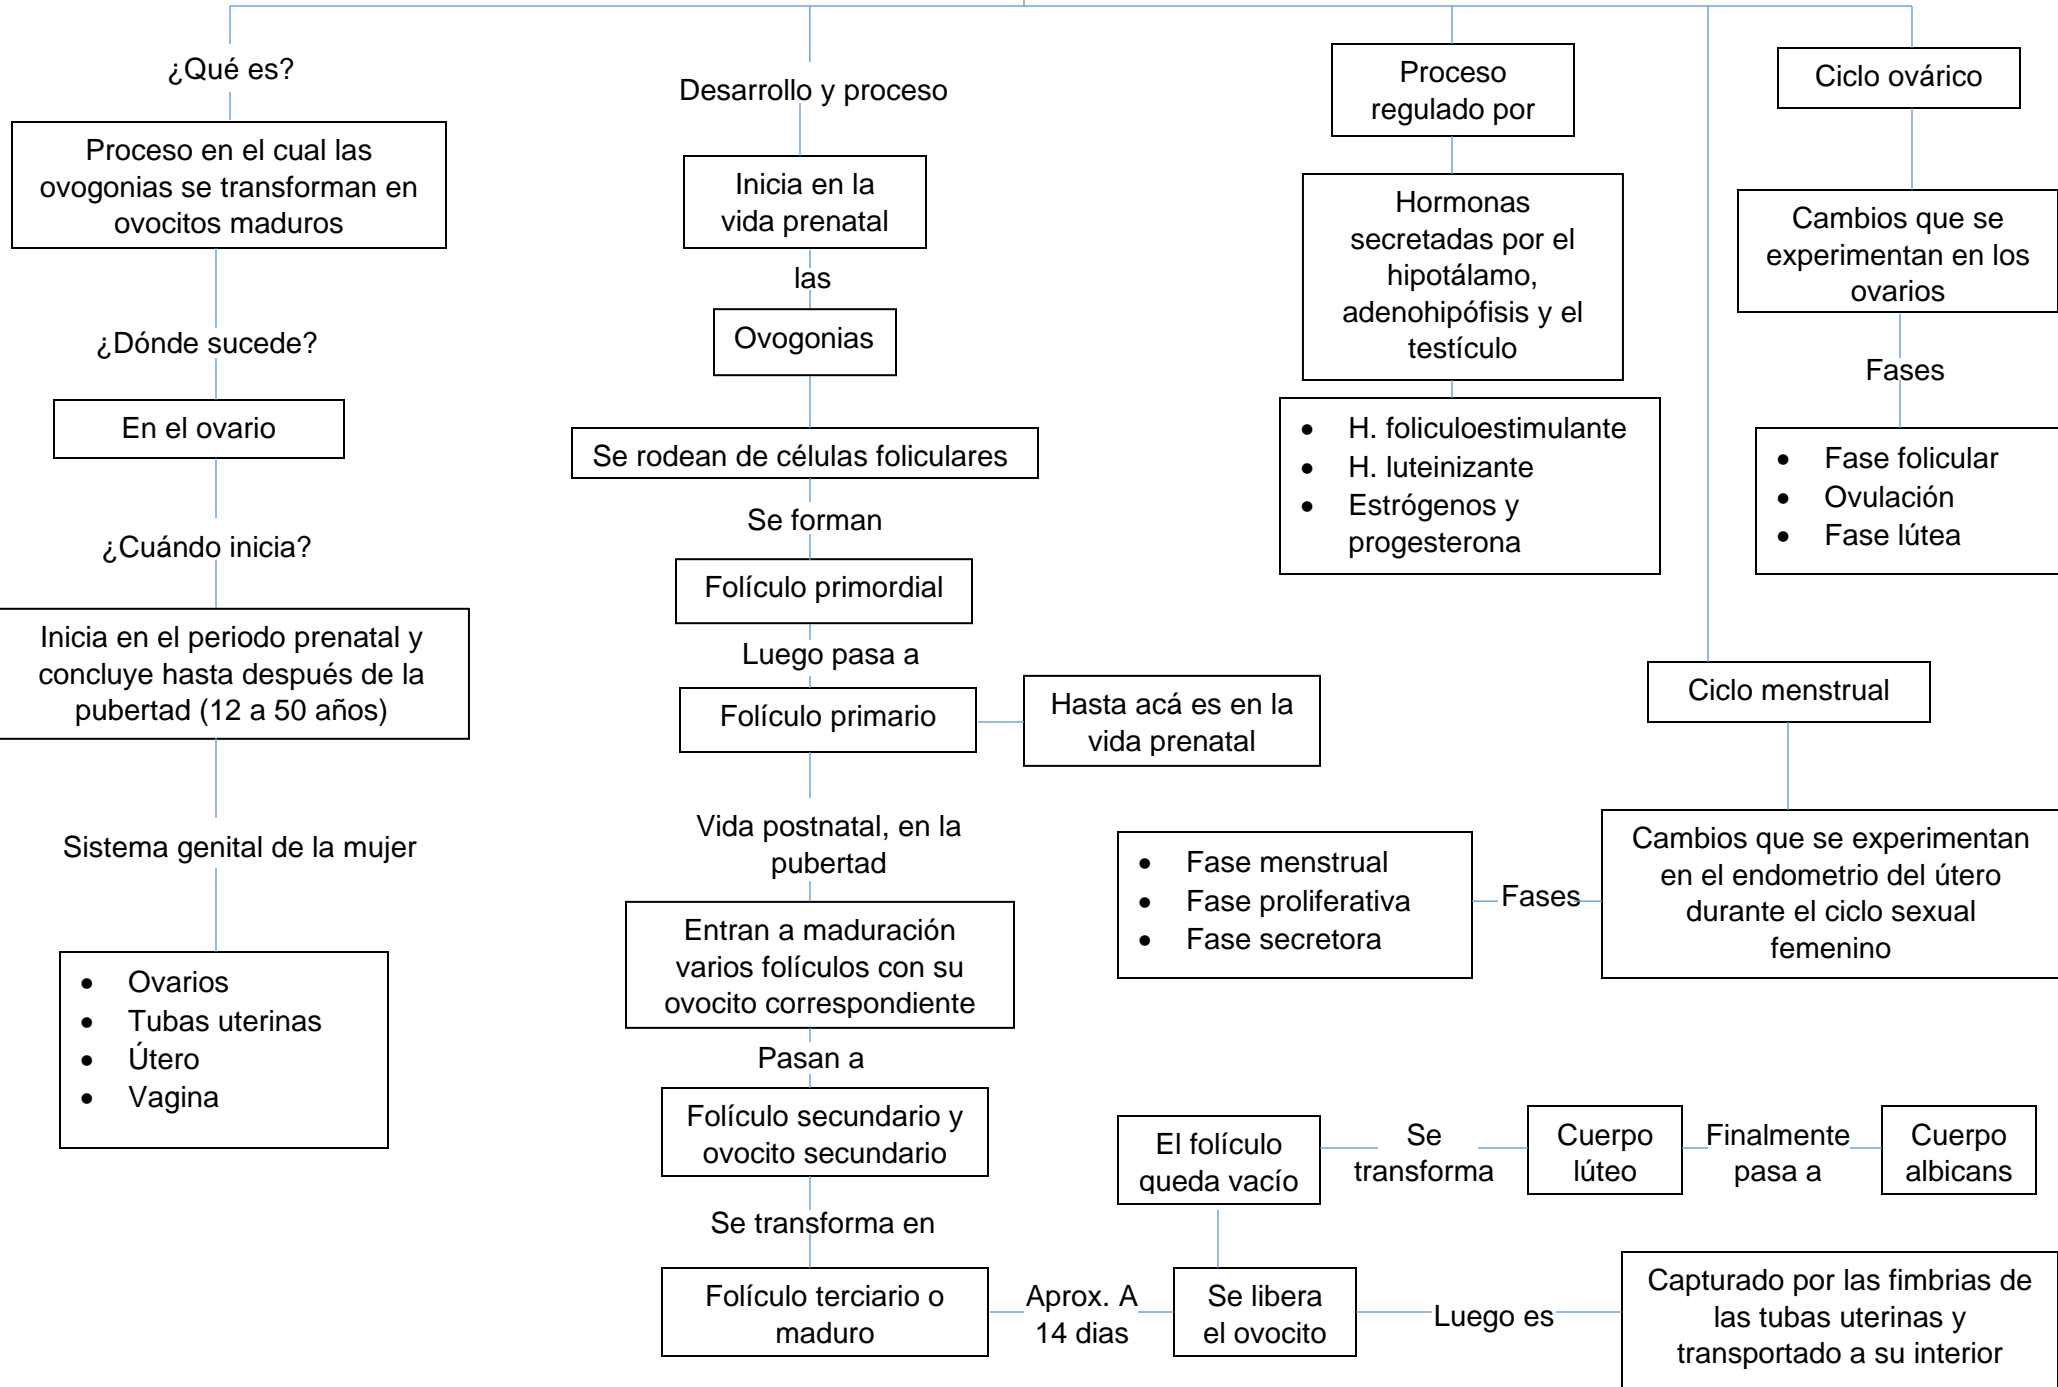 ¿Qué es?
Proceso en el cual las
ovogonias se transforman en
ovocitos maduros
¿Dónde sucede?
En el ovario
¿Cuándo inicia?
Inicia en el periodo prenatal y
concluye hasta después de la
pubertad (12 a 50 años)
Sistema genital de la mujer
• Ovarios
• Tubas uterinas
• Útero
• Vagina
Desarrollo y proceso
Inicia en la
vida prenatal
las
Ovogonias
Se rodean de células foliculares
Se forman
Folículo primordial
Luego pasa a
Folículo primario
Hasta acá es en la
vida prenatal
Vida postnatal, en la
pubertad
Entran a maduración
varios folículos con su
ovocito correspondiente
Pasan a
Folículo secundario y
ovocito secundario
Se transforma en
Folículo terciario o
maduro
Aprox. A
14 dias
Se libera
el ovocito
Luego es
Capturado por las fimbrias de
las tubas uterinas y
transportado a su interior
El folículo
queda vacío
Se
transforma
Cuerpo
lúteo
Finalmente
pasa a
Cuerpo
albicans
Proceso
regulado por
Hormonas
secretadas por el
hipotálamo,
adenohipófisis y el
testículo
• H. foliculoestimulante
• H. luteinizante
• Estrógenos y
progesterona
Ciclo ovárico
Cambios que se
experimentan en los
ovarios
Fases
• Fase folicular
• Ovulación
• Fase lútea
Ciclo menstrual
Cambios que se experimentan
en el endometrio del útero
durante el ciclo sexual
femenino
Fases
• Fase menstrual
• Fase proliferativa
• Fase secretora